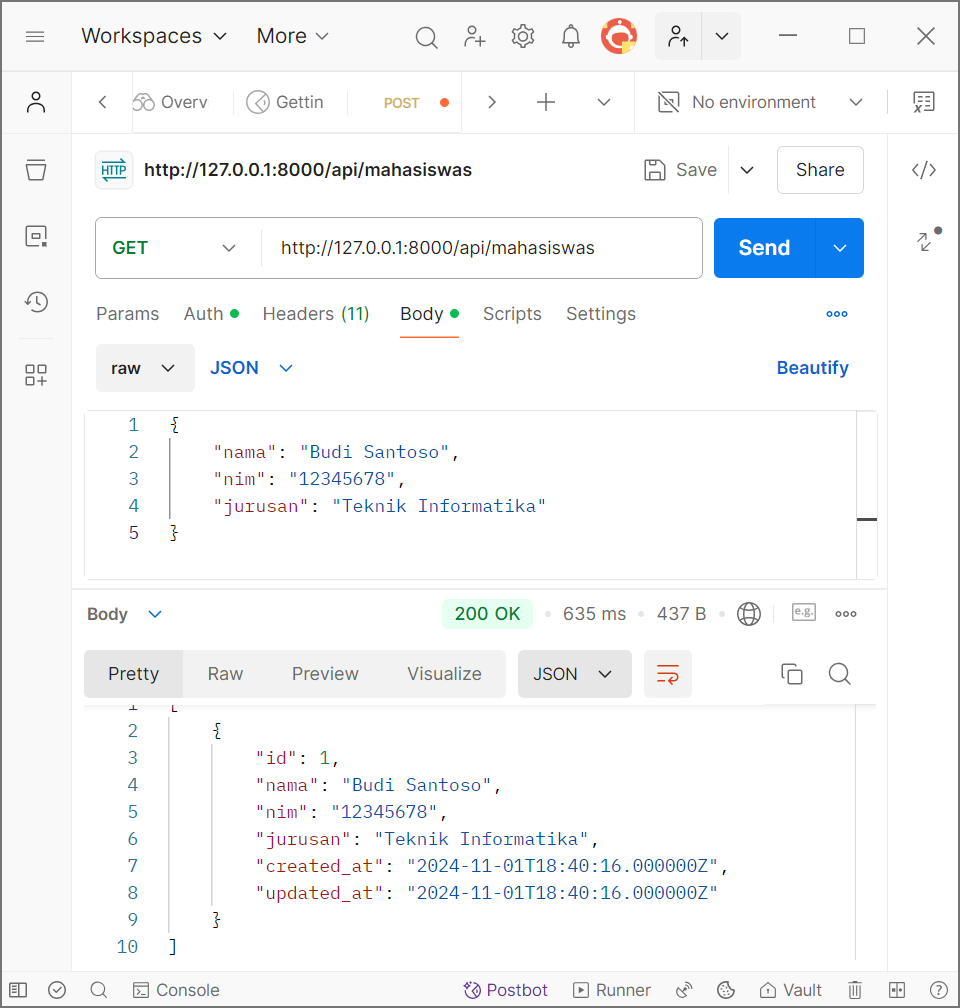 Workspaces More
Overv Gettin POST No environment
HTTP http://127.0.0.1:8000/api/mahasiswas Save Share
GET http://127.0.0.1:8000/api/mahasiswas Send
Params Auth Headers (11) Body Scripts Settings
raw JSON Beautify
1 {
2 "nama": "Budi Santoso",
3 "nim": "12345678",
4 "jurusan": "Teknik Informatika"
5 }
Body 200 OK 635 ms 437 B e.g.
Pretty Raw Preview Visualize JSON
1 [
2 {
3 "id": 1,
4 "nama": "Budi Santoso",
5 "nim": "12345678",
6 "jurusan": "Teknik Informatika",
7 "created_at": "2024-11-01T18:40:16.000000Z",
8 "updated_at": "2024-11-01T18:40:16.000000Z"
9 }
10 ]
Console Postbot Runner Vault